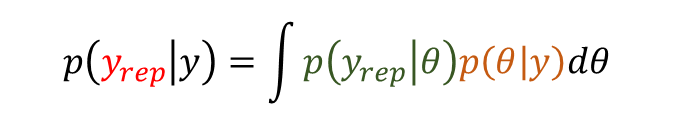 p(y_rep|y) = ∫ p(y_rep|θ)p(θ|y)dθ